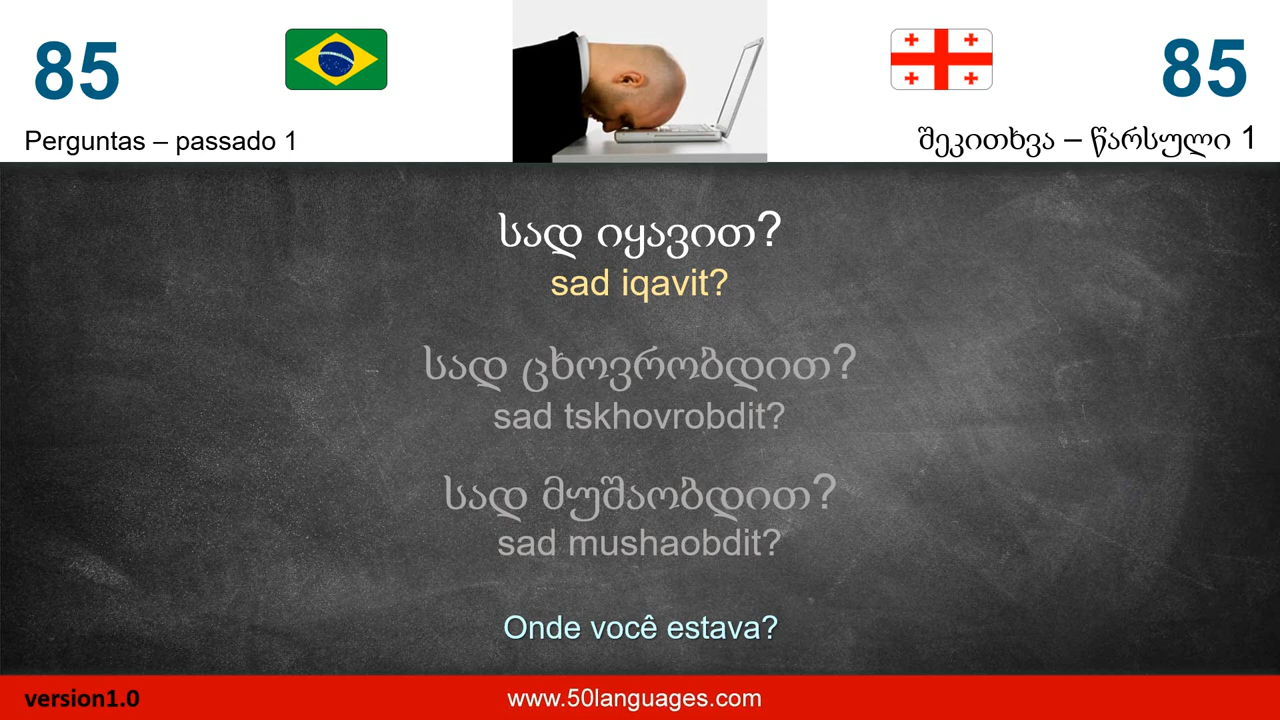 85
85
Perguntas – passado 1
შეკითხვა – წარსული 1
სად იყავით?
sad iqavit?
სად ცხოვრობდით?
sad tskhovrobdit?
სად მუშაობდით?
sad mushaobdit?
Onde você estava?
version1.0
www.50languages.com